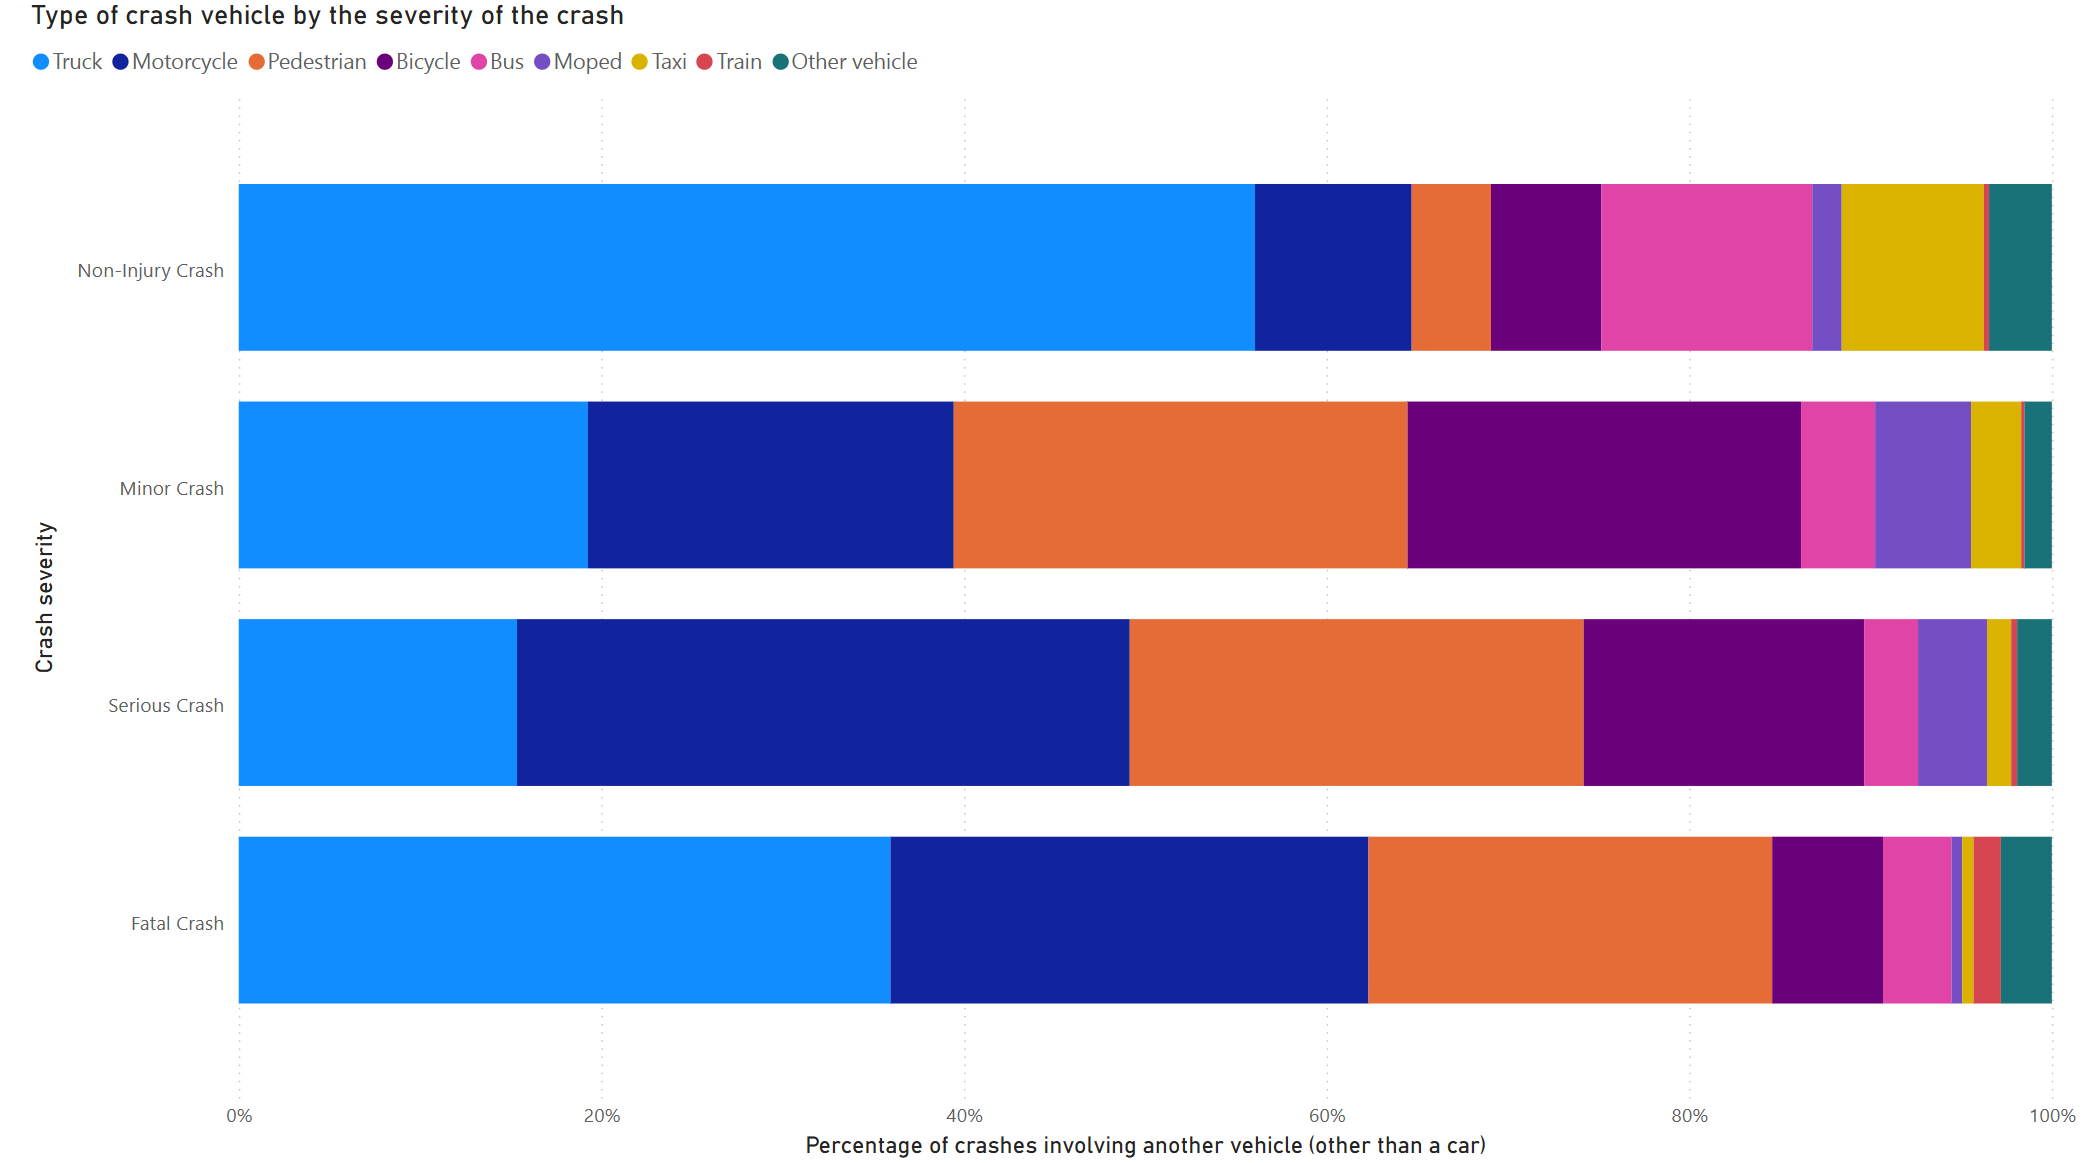 Type of crash vehicle by the severity of the crash
Truck Motorcycle Pedestrian Bicycle Bus Moped Taxi Train Other vehicle
Crash severity
Non-Injury Crash
Minor Crash
Serious Crash
Fatal Crash
0% 20% 40% 60% 80% 100%
Percentage of crashes involving another vehicle (other than a car)